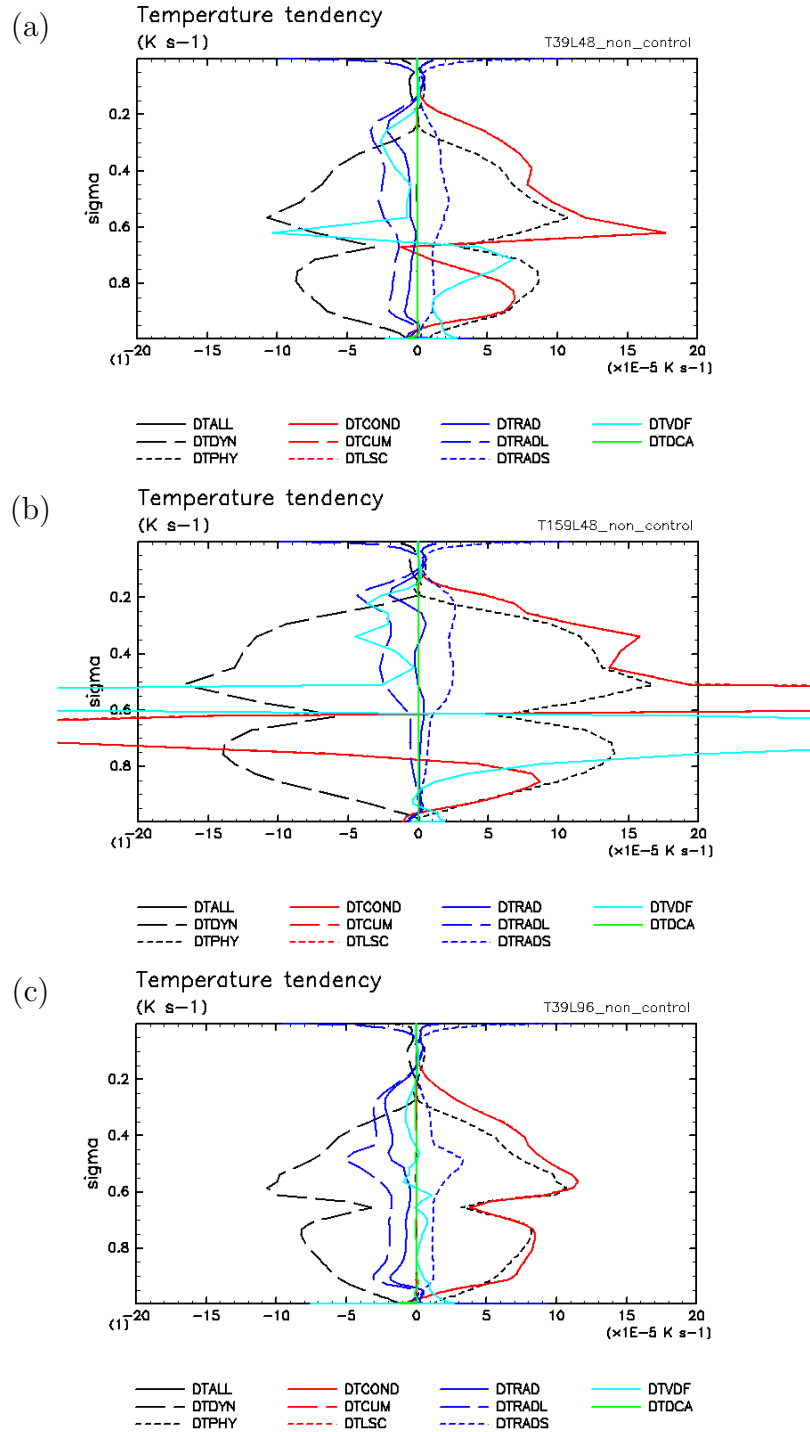 (a)
Temperature tendency
(K s-1)
T39L48_non_control
0.2
0.4
sigma
0.6
0.8
(1)
-20 -15 -10 -5 0 5 10 15 20
(×1E-5 K s-1)
DTALL DTCOND DTRAD DTVDF
DTDYN DTCUM DTRADL DTDCA
DTPHY DTLSC DTRADS
(b)
Temperature tendency
(K s-1)
T159L48_non_control
0.2
0.4
sigma
0.6
0.8
(1)
-20 -15 -10 -5 0 5 10 15 20
(×1E-5 K s-1)
DTALL DTCOND DTRAD DTVDF
DTDYN DTCUM DTRADL DTDCA
DTPHY DTLSC DTRADS
(c)
Temperature tendency
(K s-1)
T39L96_non_control
0.2
0.4
sigma
0.6
0.8
(1)
-20 -15 -10 -5 0 5 10 15 20
(×1E-5 K s-1)
DTALL DTCOND DTRAD DTVDF
DTDYN DTCUM DTRADL DTDCA
DTPHY DTLSC DTRADS